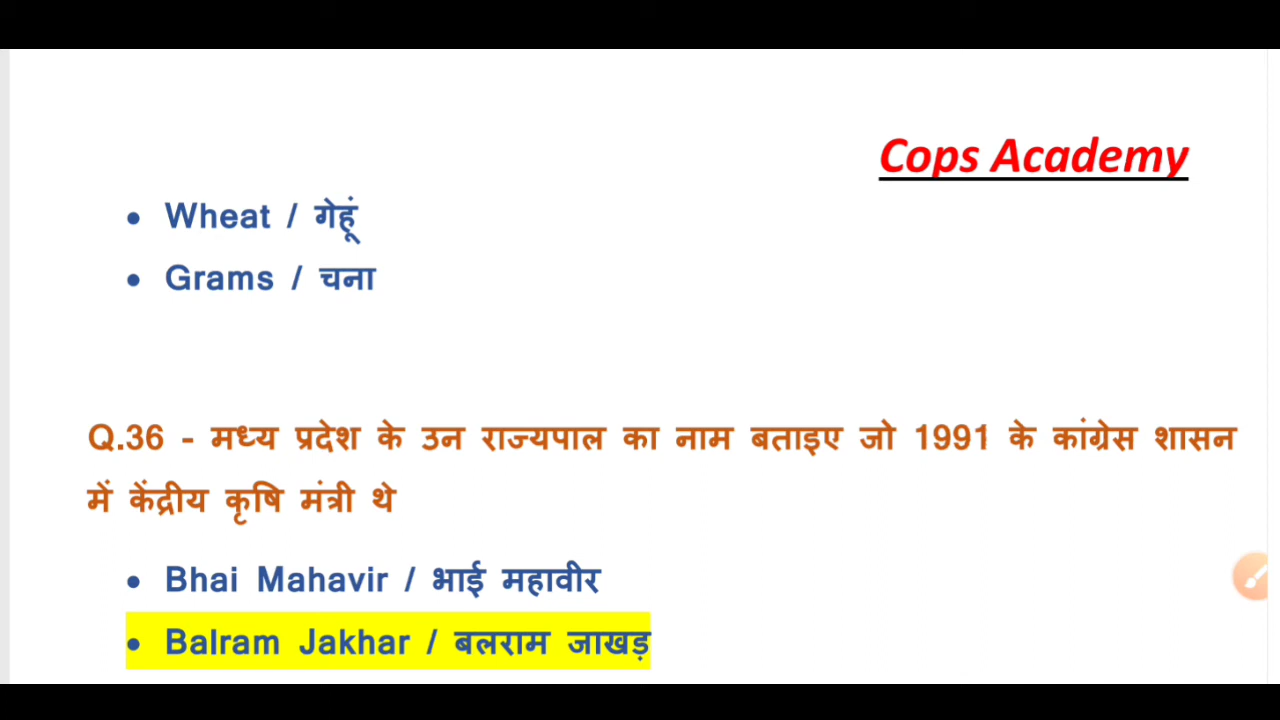 Cops Academy
• Wheat / गेहूं
• Grams / चना
Q.36 - मध्य प्रदेश के उन राज्यपाल का नाम बताइए जो 1991 के कांग्रेस शासन
में केंद्रीय कृषि मंत्री थे
• Bhai Mahavir / भाई महावीर
• Balram Jakhar / बलराम जाखड़